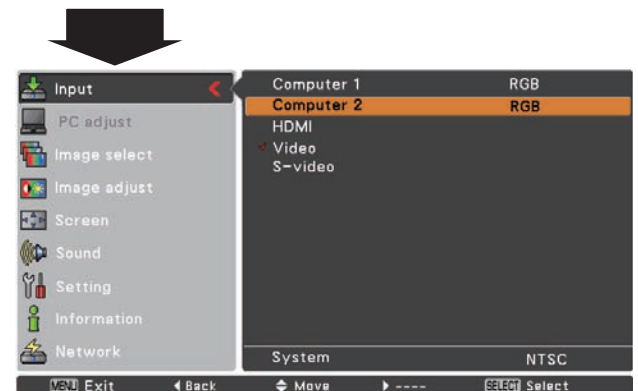 Input
PC adjust
Image select
Image adjust
Screen
Sound
Setting
Information
Network
Computer 1 RGB
Computer 2 RGB
HDMI
Video
S-video
System NTSC
MENU Exit Back Move ---- SELECT Select